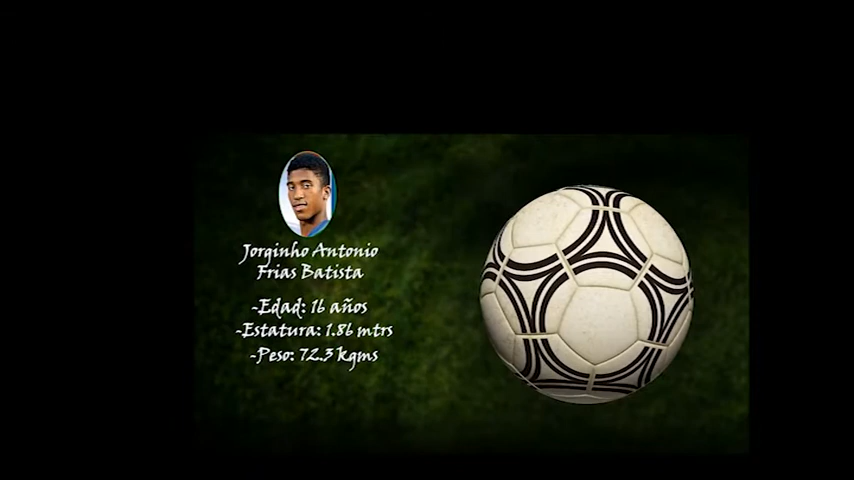 Jorginho Antonio
Frias Batista
-Edad: 16 años
-Estatura: 1.86 mtrs
-Peso: 72.3 kgms